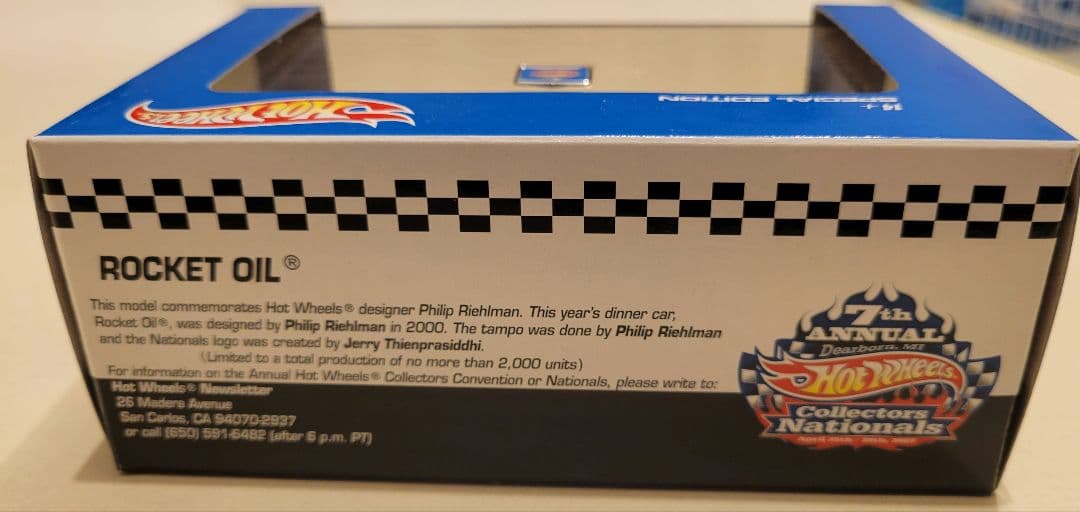 Hot Wheels
14+
SPECIAL EDITION
ROCKET OIL®
This model commemorates Hot Wheels® designer Philip Riehlman. This year's dinner car,
Rocket Oil®, was designed by Philip Riehlman in 2000. The tampo was done by Philip Riehlman
and the Nationals logo was created by Jerry Thienprasiddhi.
(Limited to a total production of no more than 2,000 units)
For information on the Annual Hot Wheels® Collectors Convention or Nationals, please write to:
Hot Wheels® Newsletter
26 Madera Avenue
San Carlos, CA 94070-2937
or call (650) 591-6482 (after 6 p.m. PT)
7th
ANNUAL
Dearborn, MI
Hot Wheels
Collectors
Nationals